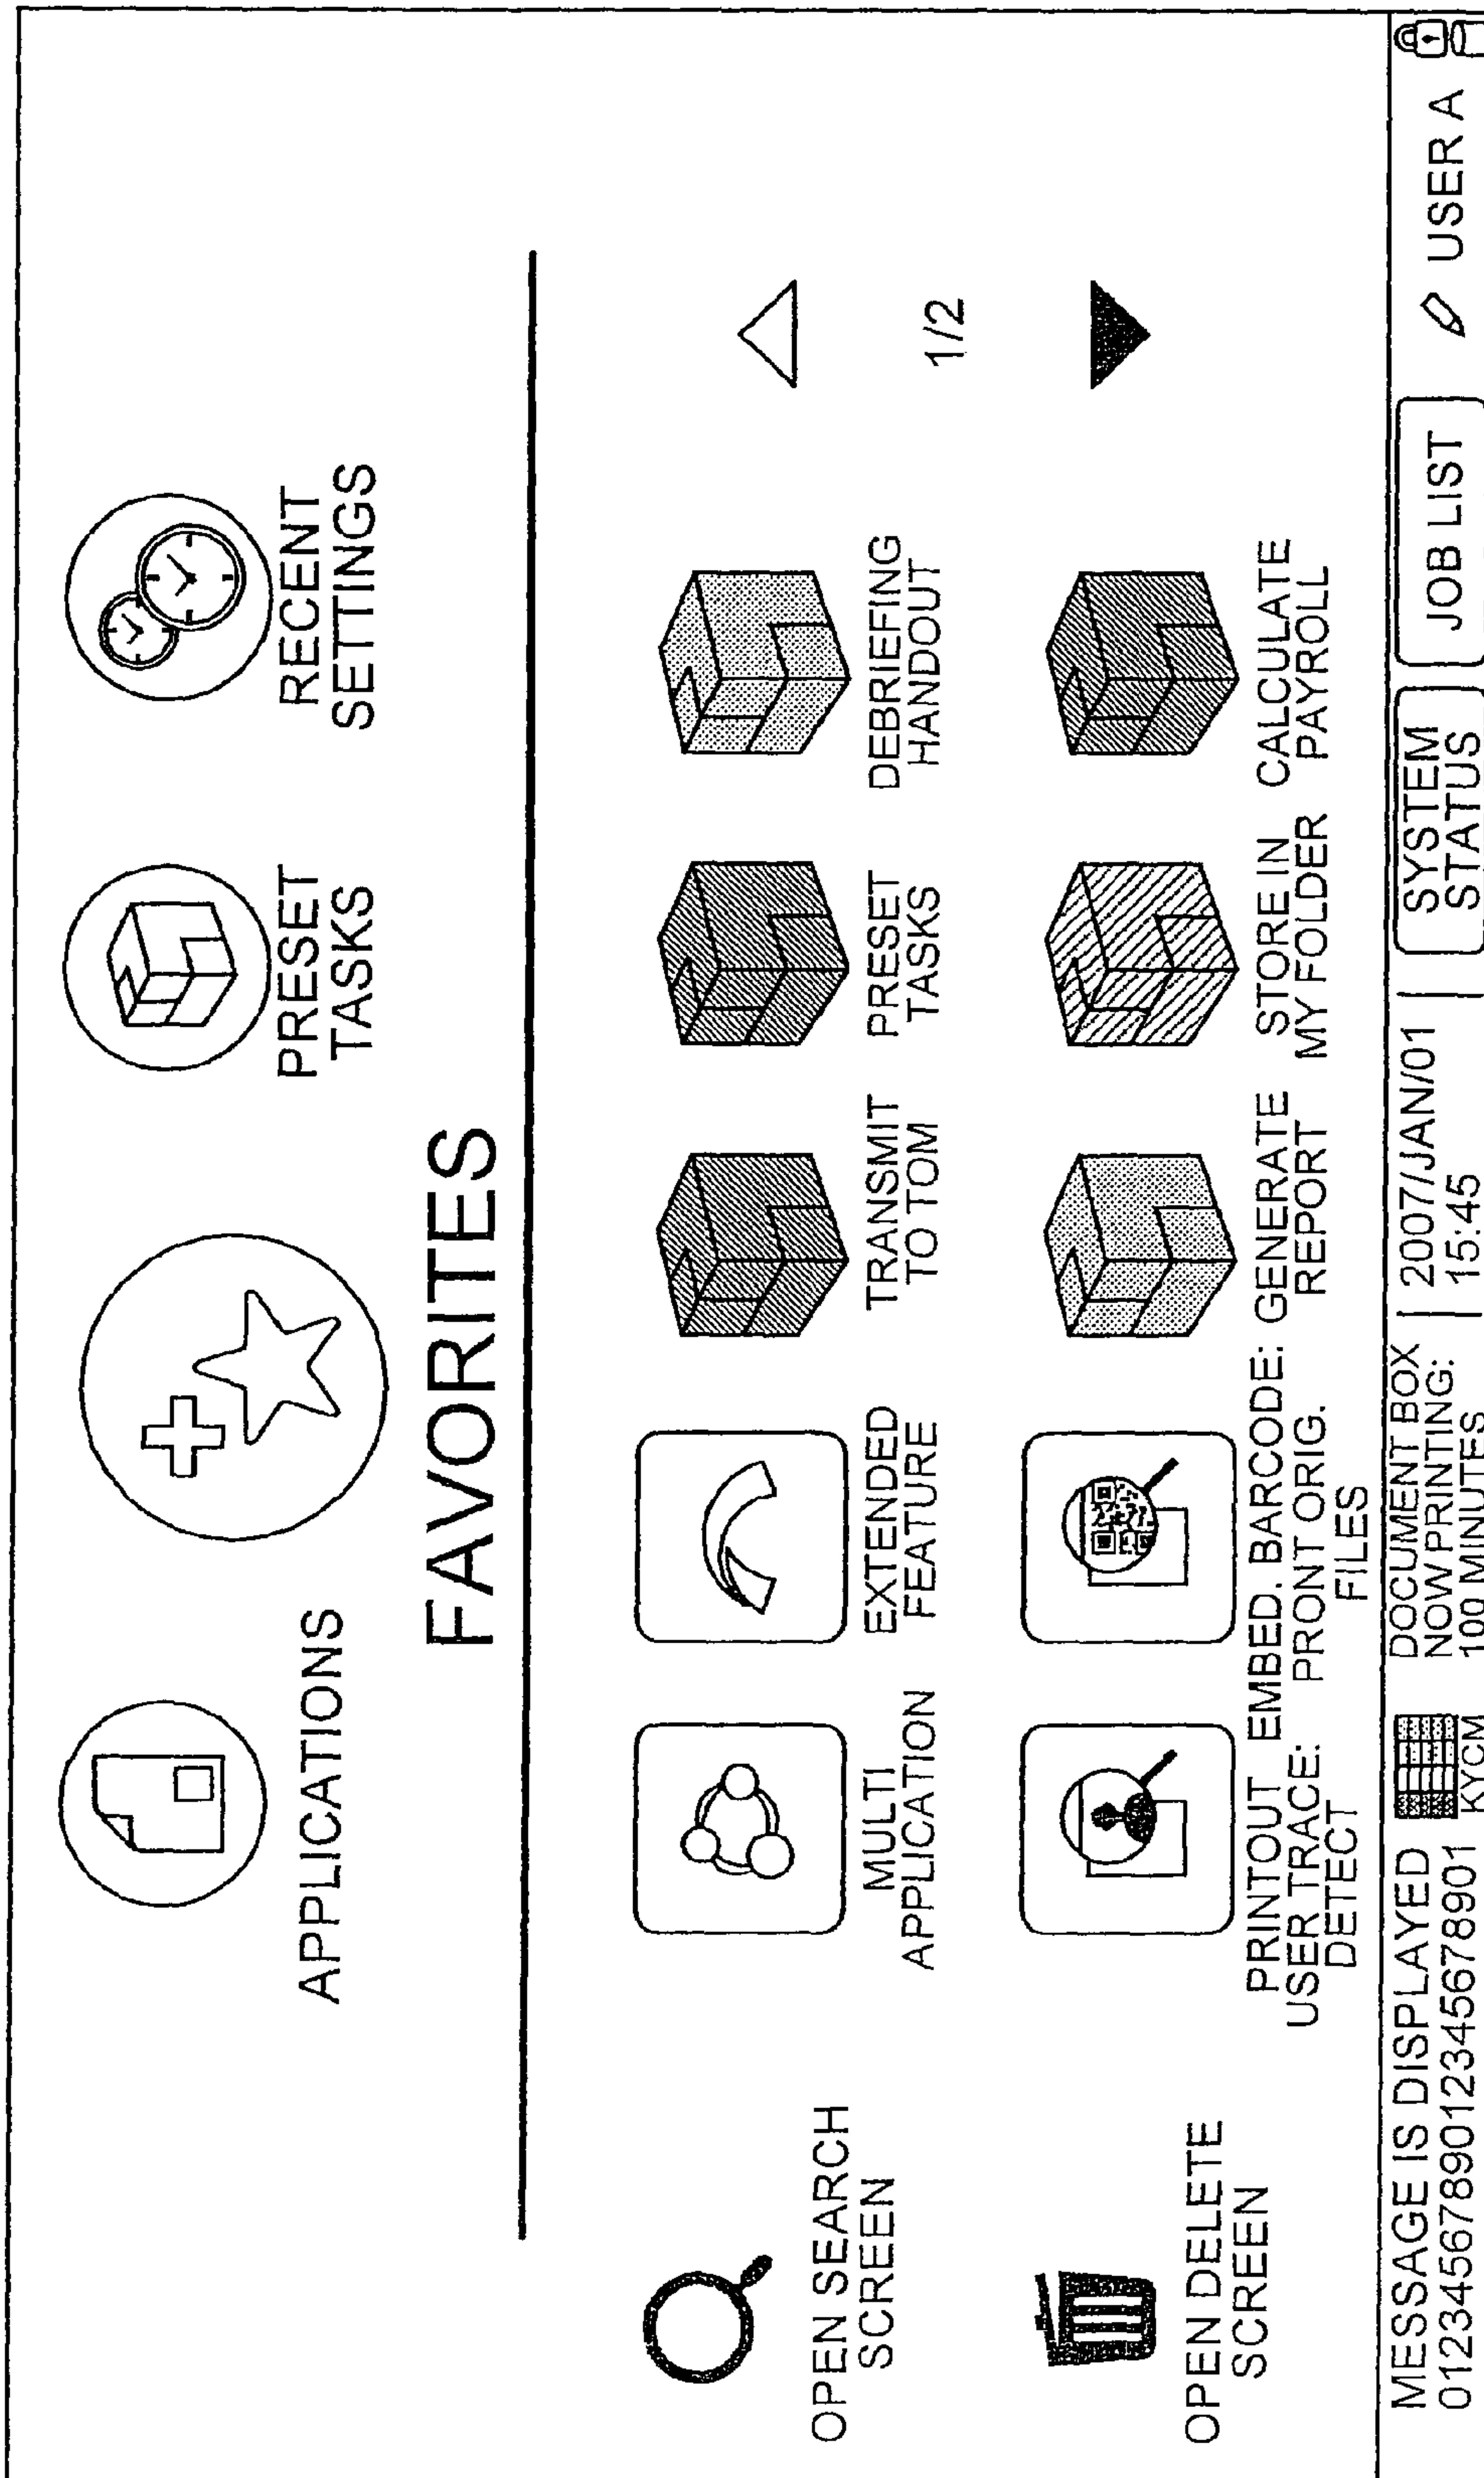 APPLICATIONS
FAVORITES
PRESET
TASKS
RECENT
SETTINGS
OPEN SEARCH
SCREEN
MULTI
APPLICATION
EXTENDED
FEATURE
TRANSMIT
TO TOM
PRESET
TASKS
DEBRIEFING
HANDOUT
1/2
OPEN DELETE
SCREEN
PRINTOUT
USER TRACE:
DETECT
EMBED. BARCODE:
PRONT ORIG.
FILES
GENERATE
REPORT
STORE IN
MY FOLDER
CALCULATE
PAYROLL
MESSAGE IS DISPLAYED
0123456789012345678901
KYCM
DOCUMENT BOX
NOW PRINTING:
100 MINUTES
2007/JAN/01
15:45
SYSTEM
STATUS
JOB LIST
USER A